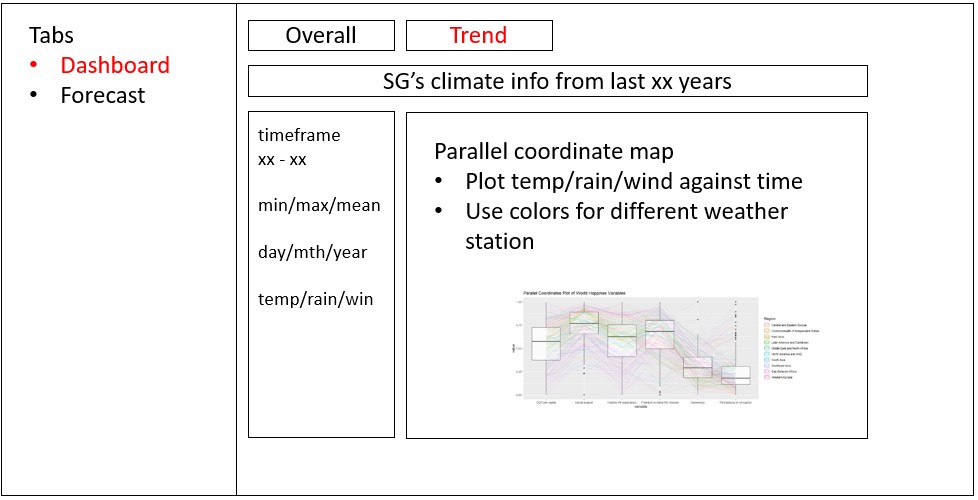 Tabs
• Dashboard
• Forecast
Overall
Trend
SG’s climate info from last xx years
timeframe
xx - xx
min/max/mean
day/mth/year
temp/rain/win
Parallel coordinate map
• Plot temp/rain/wind against time
• Use colors for different weather
station
Parallel Coordinates Plot of World Happines Variables
Region